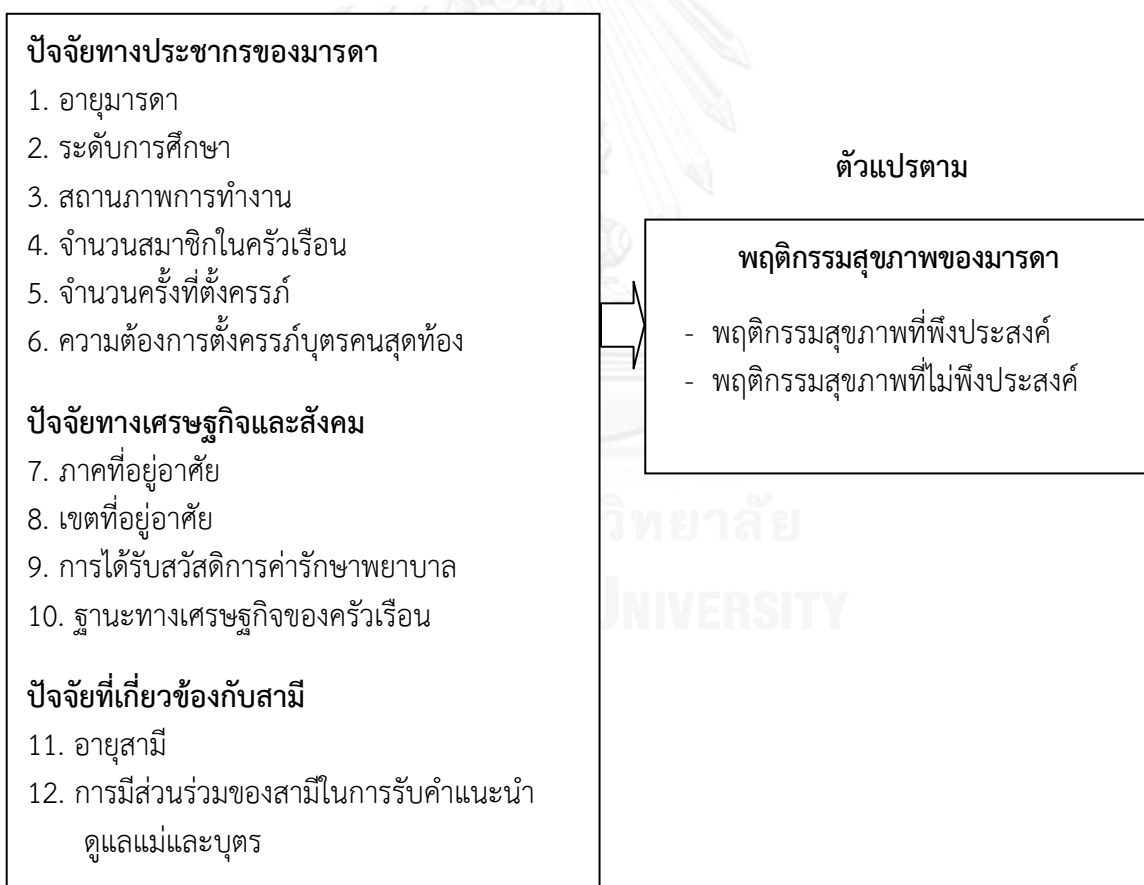 ปัจจัยทางประชากรของมารดา
1. อายุมารดา
2. ระดับการศึกษา
3. สถานภาพการทำงาน
4. จำนวนสมาชิกในครัวเรือน
5. จำนวนครั้งที่ตั้งครรภ์
6. ความต้องการตั้งครรภ์บุตรคนสุดท้อง
ปัจจัยทางเศรษฐกิจและสังคม
7. ภาคที่อยู่อาศัย
8. เขตที่อยู่อาศัย
9. การได้รับสวัสดิการค่ารักษาพยาบาล
10. ฐานะทางเศรษฐกิจของครัวเรือน
ปัจจัยที่เกี่ยวข้องกับสามี
11. อายุสามี
12. การมีส่วนร่วมของสามีในการรับคำแนะนำ
ดูแลแม่และบุตร
ตัวแปรตาม
พฤติกรรมสุขภาพของมารดา
- พฤติกรรมสุขภาพที่พึงประสงค์
- พฤติกรรมสุขภาพที่ไม่พึงประสงค์
วิทยาลัย
UNIVERSITY